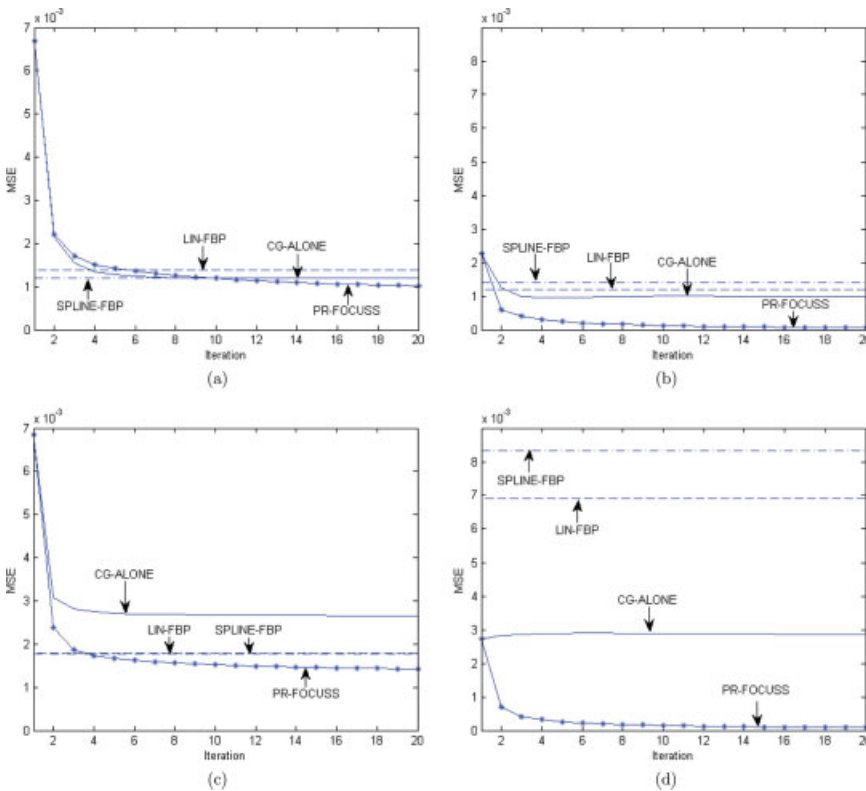 x 10⁻³
7
6
5
4
3
2
1
0
MSE
2 4 6 8 10 12 14 16 18 20
Iteration
LIN-FBP
CG-ALONE
SPLINE-FBP
PR-FOCUSS
(a)
x 10⁻³
8
7
6
5
4
3
2
1
0
MSE
2 4 6 8 10 12 14 16 18 20
Iteration
SPLINE-FBP
LIN-FBP
CG-ALONE
PR-FOCUSS
(b)
x 10⁻³
7
6
5
4
3
2
1
0
MSE
2 4 6 8 10 12 14 16 18 20
Iteration
CG-ALONE
LIN-FBP SPLINE-FBP
PR-FOCUSS
(c)
x 10⁻³
8
7
6
5
4
3
2
1
0
MSE
2 4 6 8 10 12 14 16 18 20
Iteration
SPLINE-FBP
LIN-FBP
CG-ALONE
PR-FOCUSS
(d)